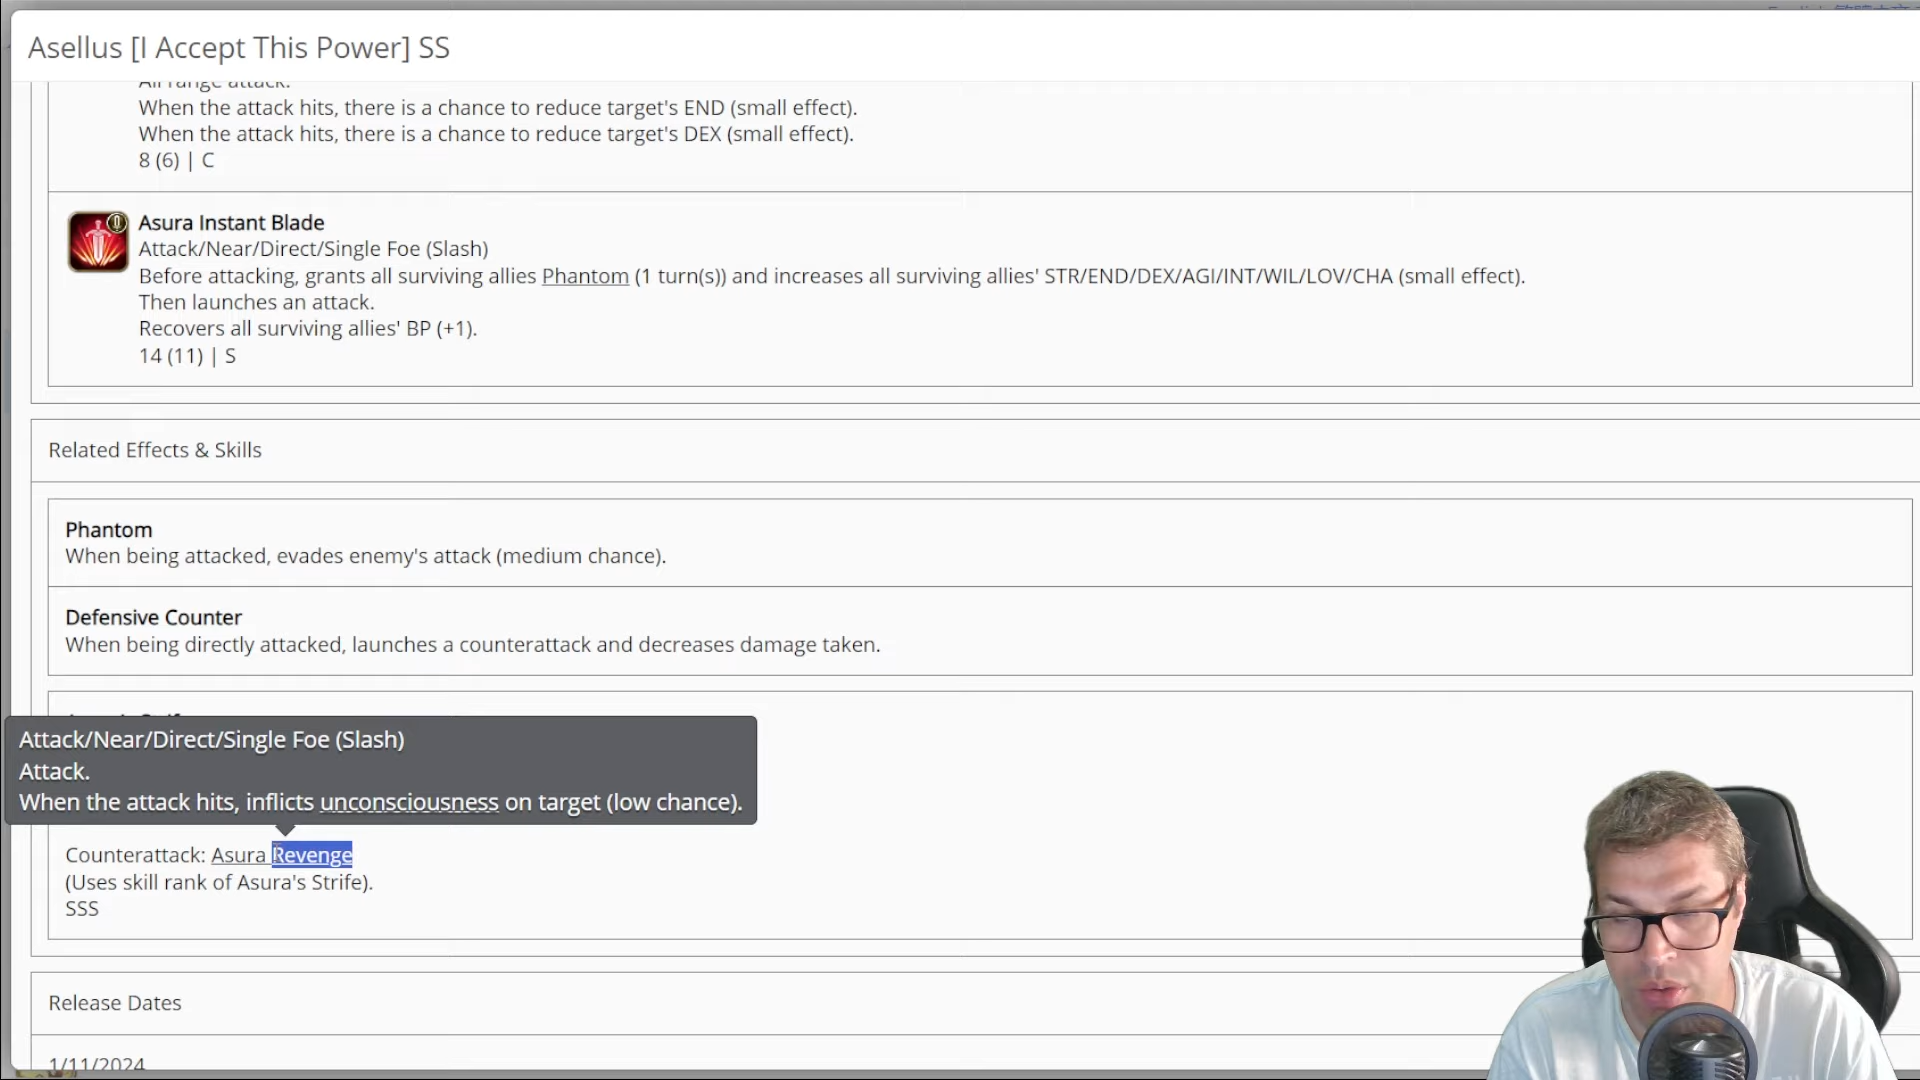 Asellus [I Accept This Power] SS
All range attack.
When the attack hits, there is a chance to reduce target's END (small effect).
When the attack hits, there is a chance to reduce target's DEX (small effect).
8 (6) | C
Asura Instant Blade
Attack/Near/Direct/Single Foe (Slash)
Before attacking, grants all surviving allies Phantom (1 turn(s)) and increases all surviving allies' STR/END/DEX/AGI/INT/WIL/LOV/CHA (small effect).
Then launches an attack.
Recovers all surviving allies' BP (+1).
14 (11) | S
Related Effects & Skills
Phantom
When being attacked, evades enemy's attack (medium chance).
Defensive Counter
When being directly attacked, launches a counterattack and decreases damage taken.
Attack/Near/Direct/Single Foe (Slash)
Attack.
When the attack hits, inflicts unconsciousness on target (low chance).
Counterattack: Asura Revenge
(Uses skill rank of Asura's Strife).
SSS
Release Dates
1/11/2024